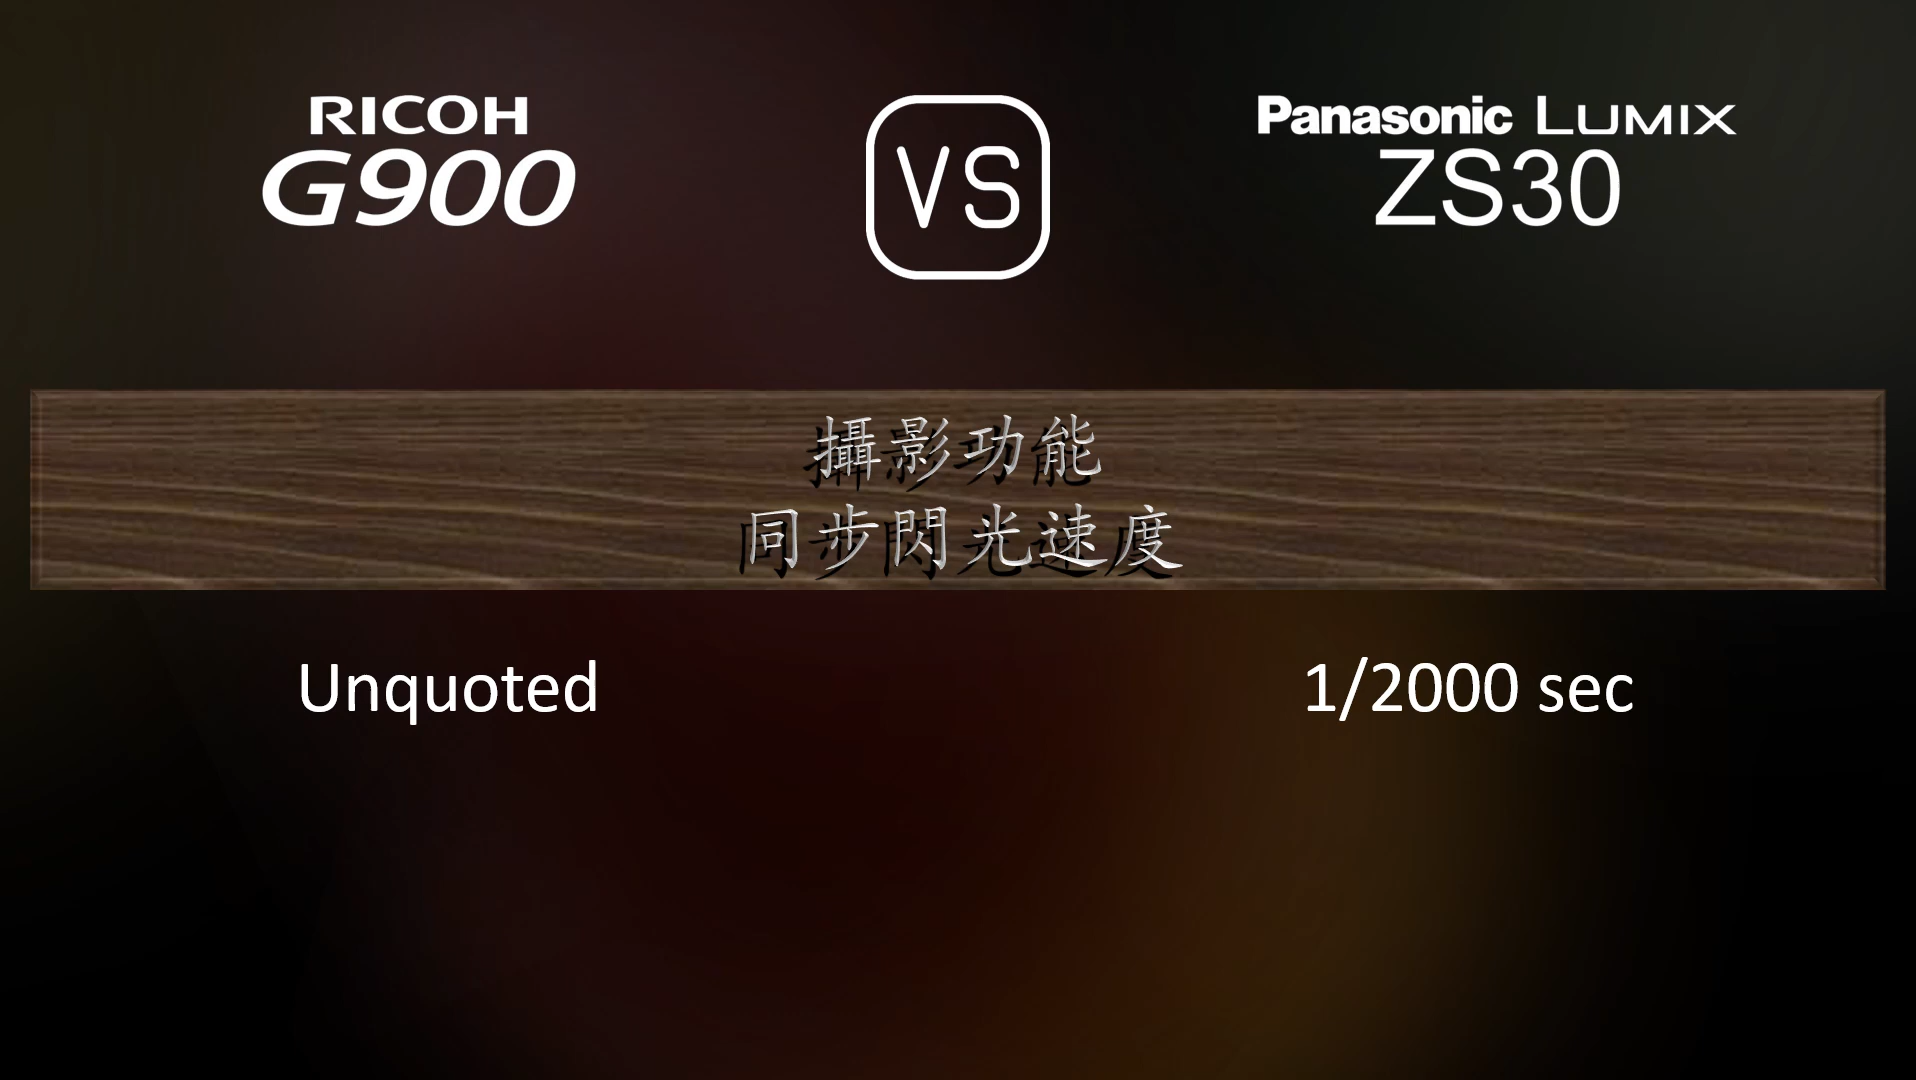 RICOH
G900
VS
Panasonic LUMIX
ZS30
攝影功能
同步閃光速度
Unquoted
1/2000 sec